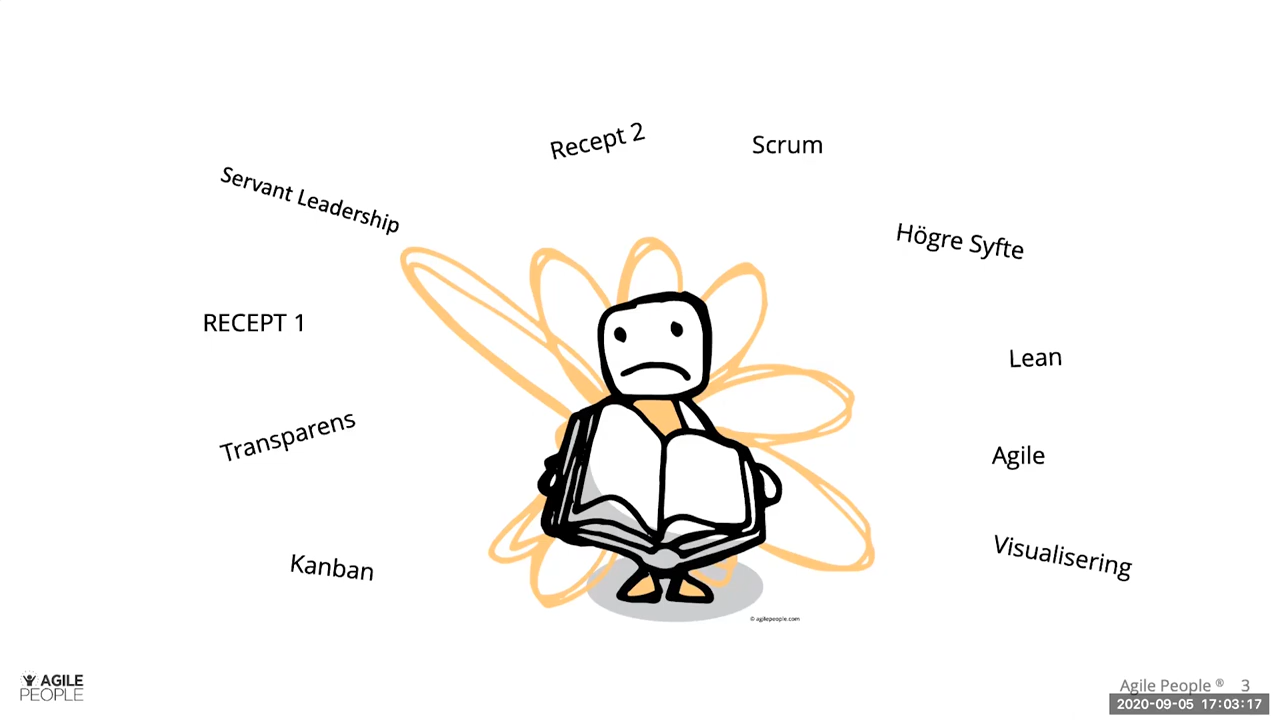 Recept 2
Scrum
Servant Leadership
Högre Syfte
RECEPT 1
Lean
Transparens
Agile
Visualisering
Kanban
© agilepeople.com
AGILE
PEOPLE
Agile People ® 3
2020-09-05 17:03:17